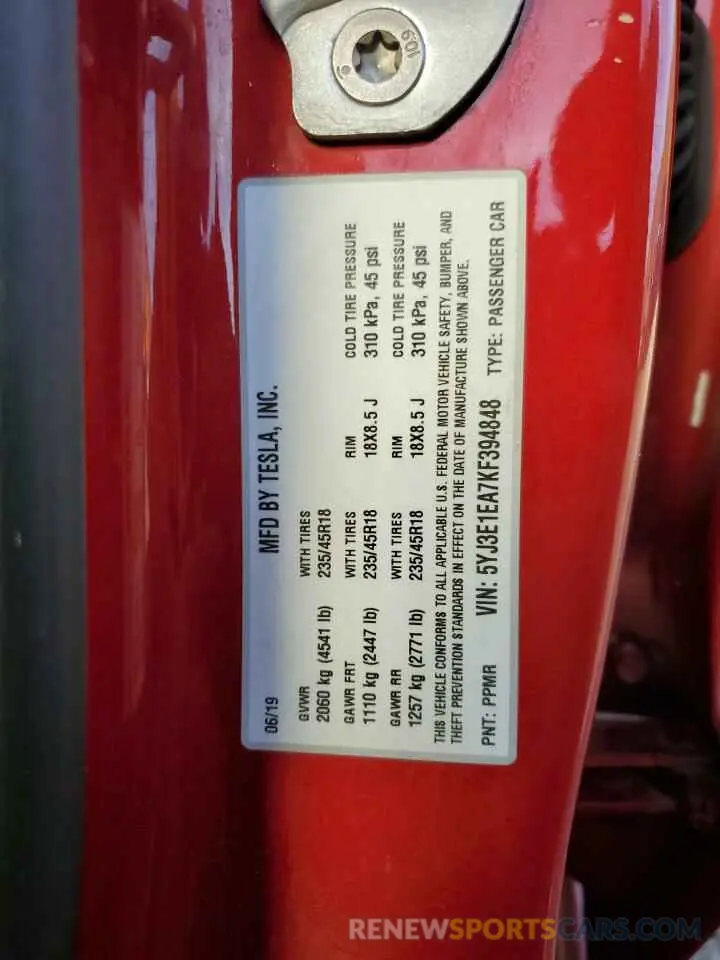 10.9
06/19 MFD BY TESLA, INC.
GVWR WITH TIRES
2060 kg (4541 lb) 235/45R18
GAWR FRT WITH TIRES RIM COLD TIRE PRESSURE
1110 kg (2447 lb) 235/45R18 18X8.5 J 310 kPa, 45 psi
GAWR RR WITH TIRES RIM COLD TIRE PRESSURE
1257 kg (2771 lb) 235/45R18 18X8.5 J 310 kPa, 45 psi
THIS VEHICLE CONFORMS TO ALL APPLICABLE U.S. FEDERAL MOTOR VEHICLE SAFETY, BUMPER, AND
THEFT PREVENTION STANDARDS IN EFFECT ON THE DATE OF MANUFACTURE SHOWN ABOVE.
PNT: PPMR VIN: 5YJ3E1EA7KF394848 TYPE: PASSENGER CAR
RENEWSPORTSCARS.COM